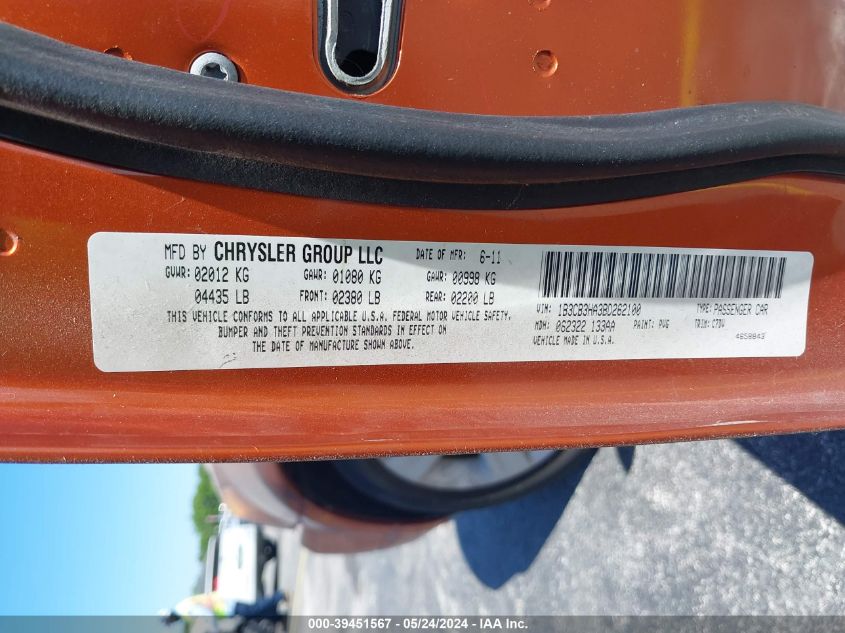 MFD BY CHRYSLER GROUP LLC DATE OF MFR: 6-11
GVWR: 02012 KG GAWR: 01080 KG GAWR: 00998 KG
04435 LB FRONT: 02380 LB REAR: 02200 LB
THIS VEHICLE CONFORMS TO ALL APPLICABLE U.S.A. FEDERAL MOTOR VEHICLE SAFETY,
BUMPER AND THEFT PREVENTION STANDARDS IN EFFECT ON
THE DATE OF MANUFACTURE SHOWN ABOVE.
VIN: 1B3CB3HA3BD262100 TYPE: PASSENGER CAR
MDH: 062322 133AA PAINT: PVG TRIM: C7DV
VEHICLE MADE IN U.S.A. 4658843
000-39451567 - 05/24/2024 - IAA Inc.